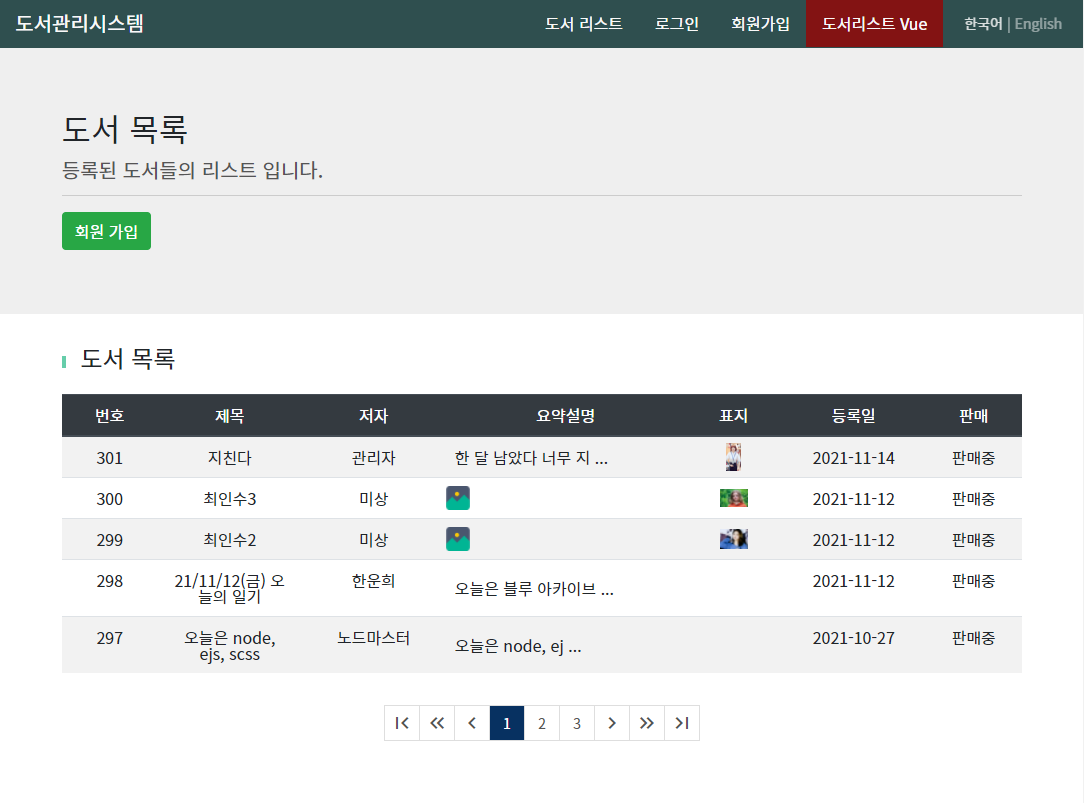 도서관리시스템 도서 리스트 로그인 회원가입 도서리스트 Vue 한국어 | English
도서 목록
등록된 도서들의 리스트 입니다.
회원 가입
도서 목록
번호 제목 저자 요약설명 표지 등록일 판매
301 지친다 관리자 한 달 남았다 너무 지 ... 2021-11-14 판매중
300 최인수3 미상 2021-11-12 판매중
299 최인수2 미상 2021-11-12 판매중
298 21/11/12(금) 오 한운희 2021-11-12 판매중
늘의 일기 오늘은 블루 아카이브 ...
297 오늘은 node, 노드마스터 2021-10-27 판매중
ejs, scss 오늘은 node, ej ...
1 2 3